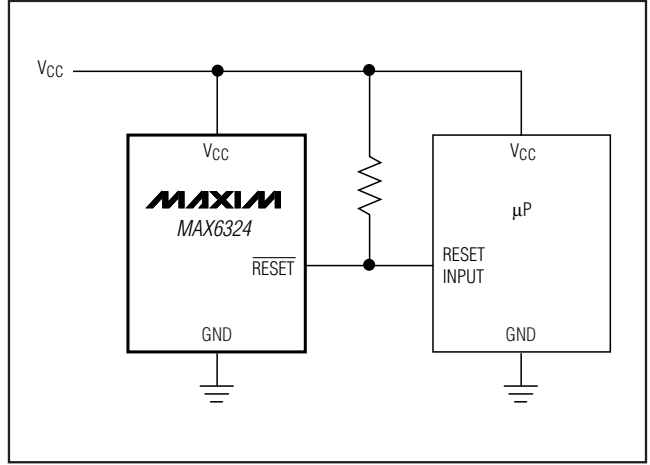 VCC
VCC
MAXIM
MAX6324
RESET
GND
VCC
μP
RESET
INPUT
GND